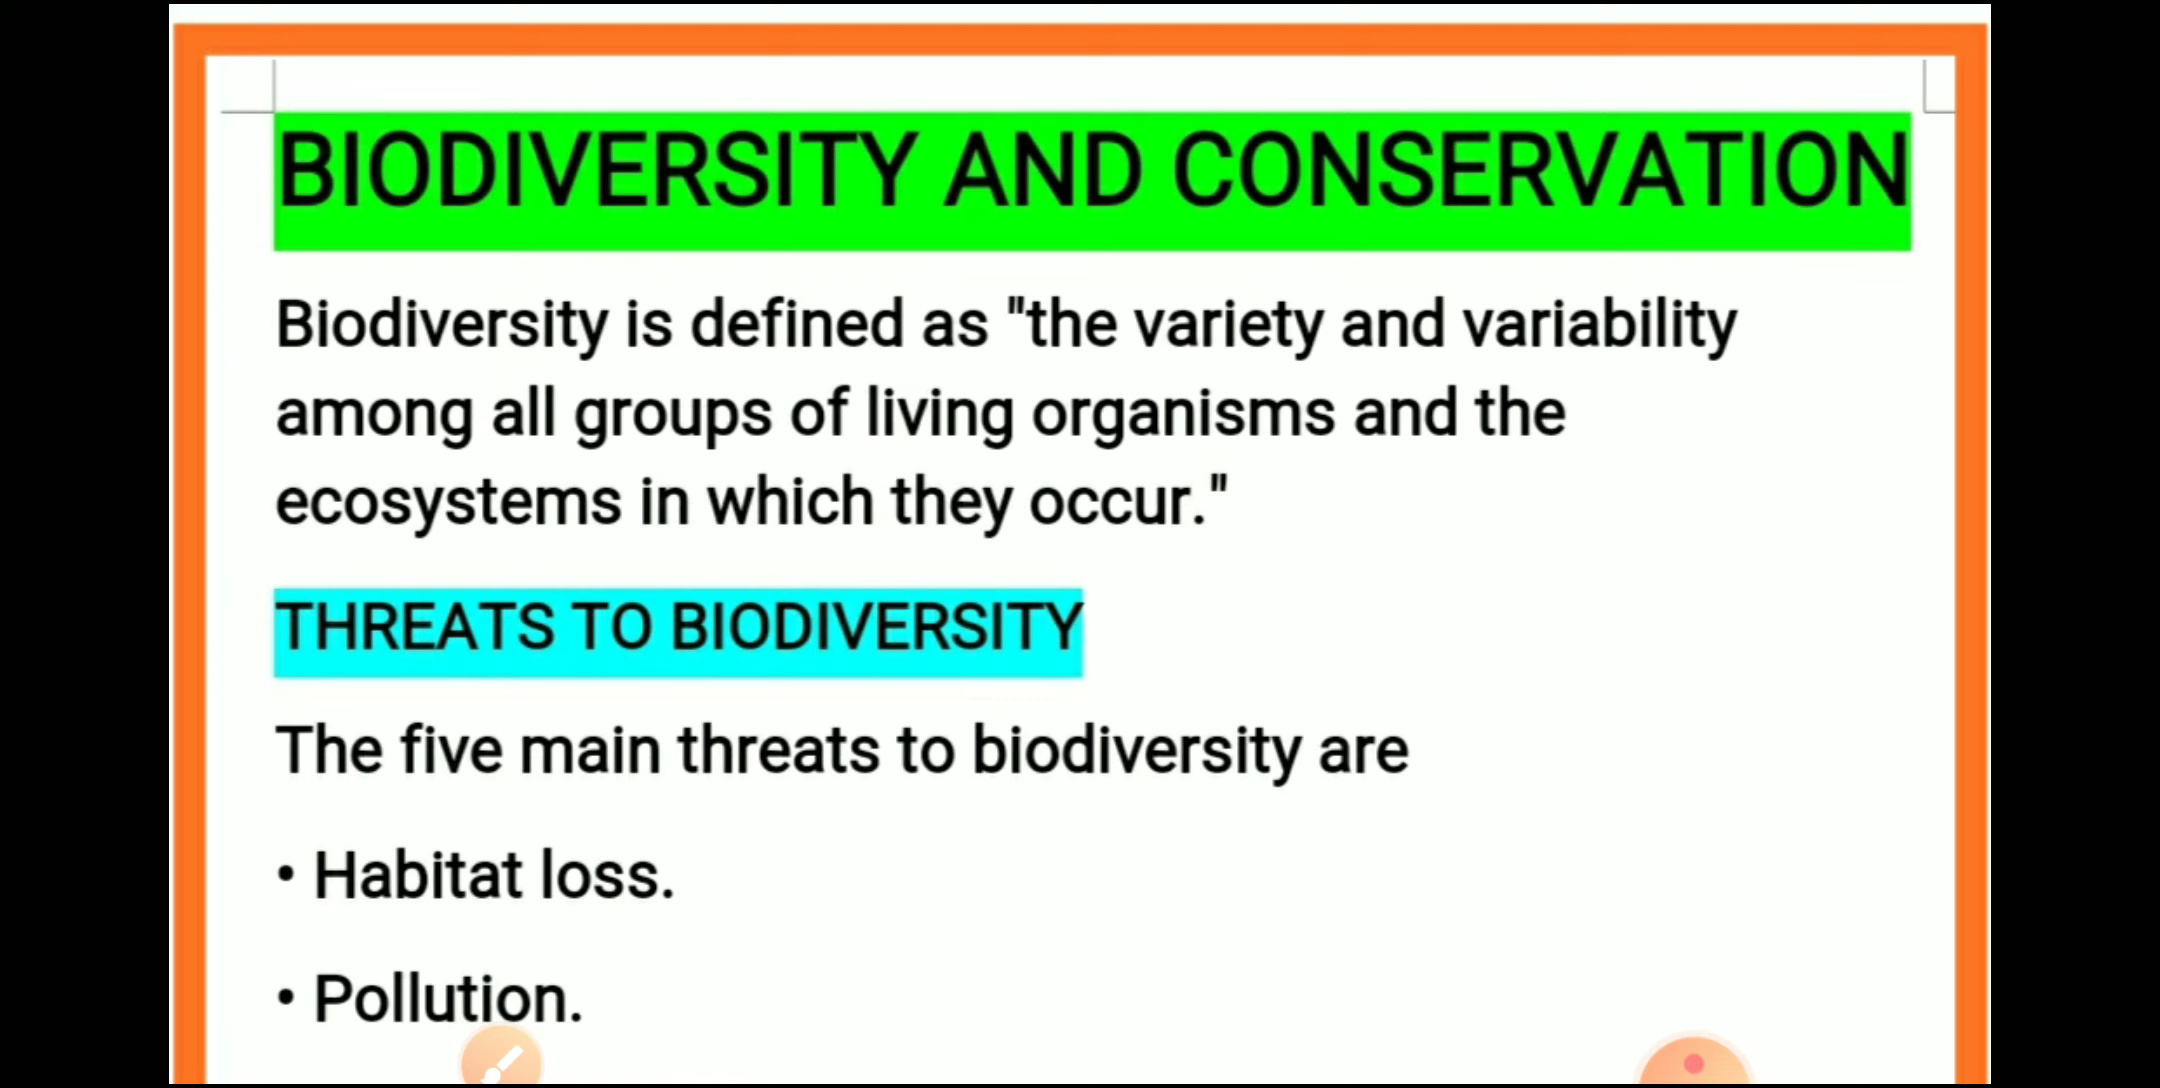 BIODIVERSITY AND CONSERVATION
Biodiversity is defined as "the variety and variability
among all groups of living organisms and the
ecosystems in which they occur."
THREATS TO BIODIVERSITY
The five main threats to biodiversity are
• Habitat loss.
• Pollution.